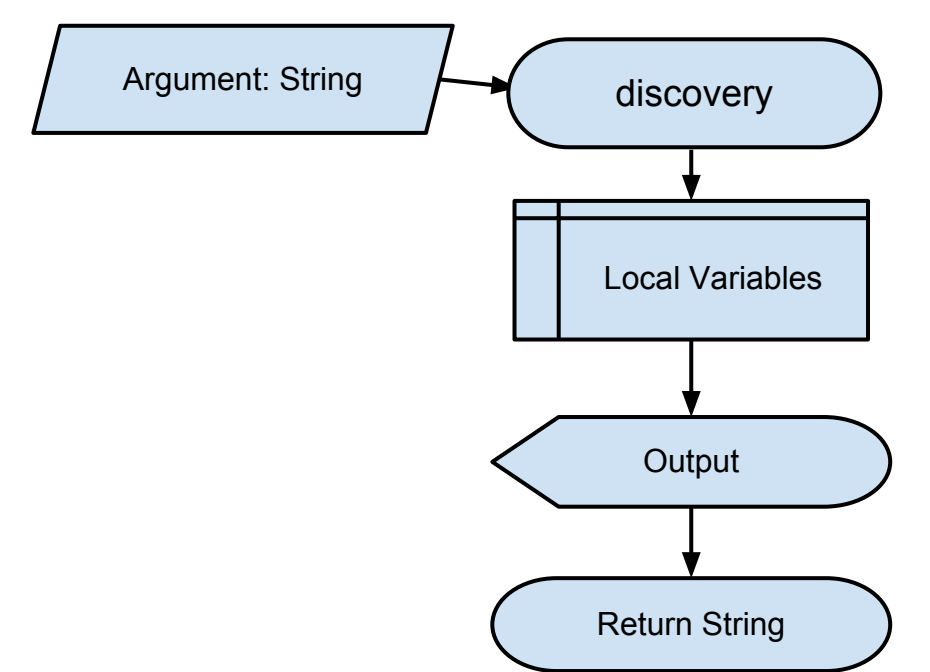 Argument: String
discovery
Local Variables
Output
Return String